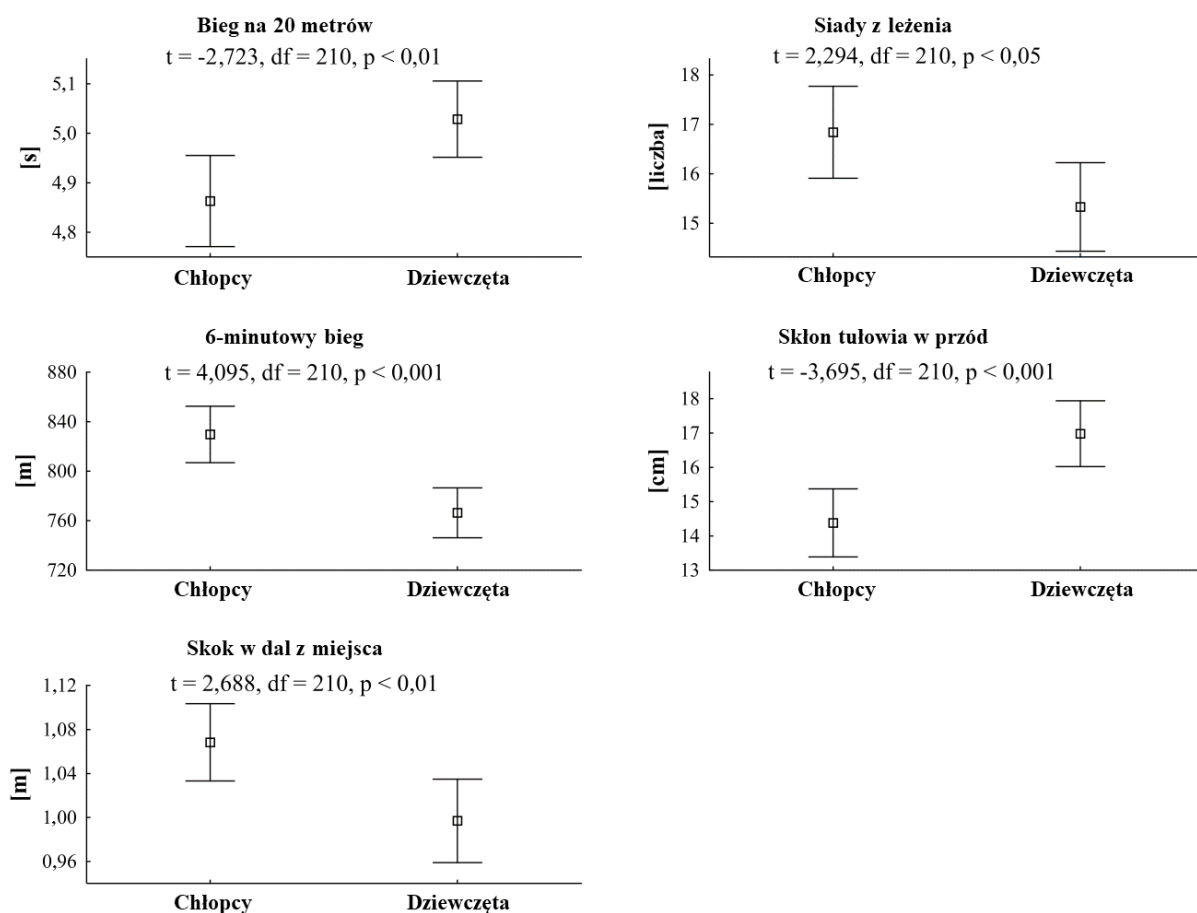 Bieg na 20 metrów
t = -2,723, df = 210, p < 0,01
5,1
5,0
4,9
4,8
[s]
Chłopcy Dziewczęta
Siady z leżenia
t = 2,294, df = 210, p < 0,05
18
17
16
15
[liczba]
Chłopcy Dziewczęta
6-minutowy bieg
t = 4,095, df = 210, p < 0,001
880
840
800
760
720
[m]
Chłopcy Dziewczęta
Skłon tułowia w przód
t = -3,695, df = 210, p < 0,001
18
17
16
15
14
13
[cm]
Chłopcy Dziewczęta
Skok w dal z miejsca
t = 2,688, df = 210, p < 0,01
1,12
1,08
1,04
1,00
0,96
[m]
Chłopcy Dziewczęta